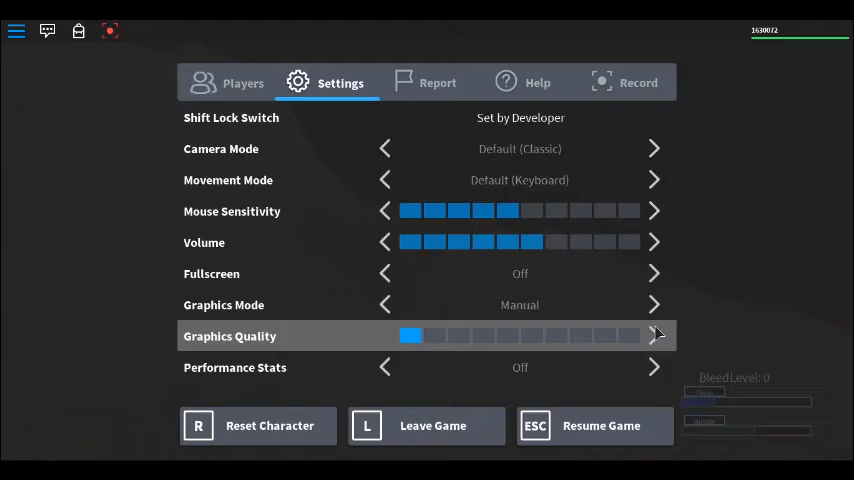 1630072
Players Settings Report Help Record
Shift Lock Switch Set by Developer
Camera Mode Default (Classic)
Movement Mode Default (Keyboard)
Mouse Sensitivity
Volume
Fullscreen Off
Graphics Mode Manual
Graphics Quality
Performance Stats Off
BleedLevel: 0
R Reset Character L Leave Game ESC Resume Game